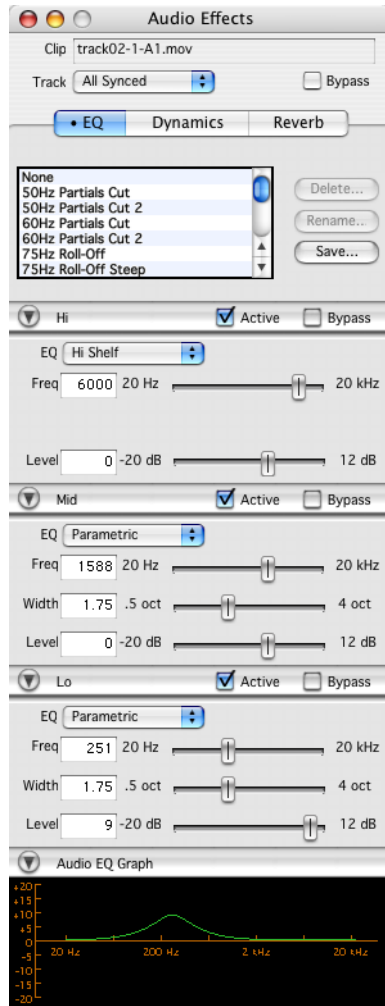 Audio Effects
Clip track02-1-A1.mov
Track All Synced Bypass
• EQ Dynamics Reverb
None
50Hz Partials Cut
50Hz Partials Cut 2
60Hz Partials Cut
60Hz Partials Cut 2
75Hz Roll-Off
75Hz Roll-Off Steep
Delete...
Rename...
Save...
Hi Active Bypass
EQ Hi Shelf
Freq 6000 20 Hz 20 kHz
Level 0 -20 dB 12 dB
Mid Active Bypass
EQ Parametric
Freq 1588 20 Hz 20 kHz
Width 1.75 .5 oct 4 oct
Level 0 -20 dB 12 dB
Lo Active Bypass
EQ Parametric
Freq 251 20 Hz 20 kHz
Width 1.75 .5 oct 4 oct
Level 9 -20 dB 12 dB
Audio EQ Graph
+20
+15
+10
+5
0
20 Hz 200 Hz 2 kHz 20 kHz
-5
-10
-15
-20